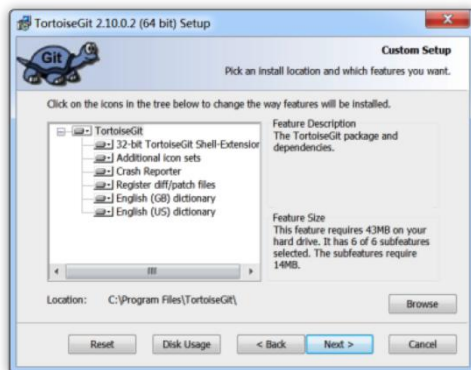 TortoiseGit 2.10.0.2 (64 bit) Setup
Git
Custom Setup
Pick an install location and which features you want.
Click on the icons in the tree below to change the way features will be installed.
TortoiseGit
32-bit TortoiseGit Shell-Extension
Additional icon sets
Crash Reporter
Register diff/patch files
English (GB) dictionary
English (US) dictionary
Feature Description
The TortoiseGit package and
dependencies.
Feature Size
This feature requires 43MB on your
hard drive. It has 6 of 6 subfeatures
selected. The subfeatures require
14MB.
Location: C:\Program Files\TortoiseGit\
Browse
Reset Disk Usage < Back Next > Cancel